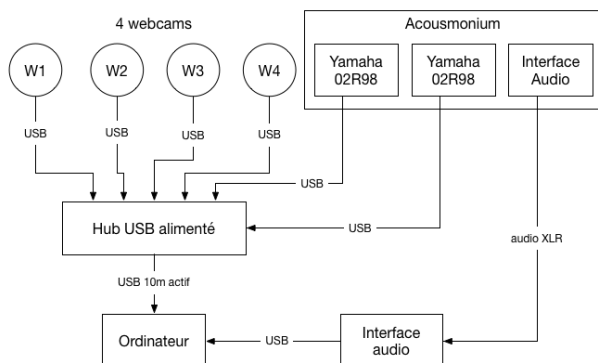 4 webcams
Acousmonium
W1
W2
W3
W4
Yamaha
02R98
Yamaha
02R98
Interface
Audio
USB
USB
USB
USB
USB
Hub USB alimenté
USB
audio XLR
USB 10m actif
Ordinateur
USB
Interface
audio